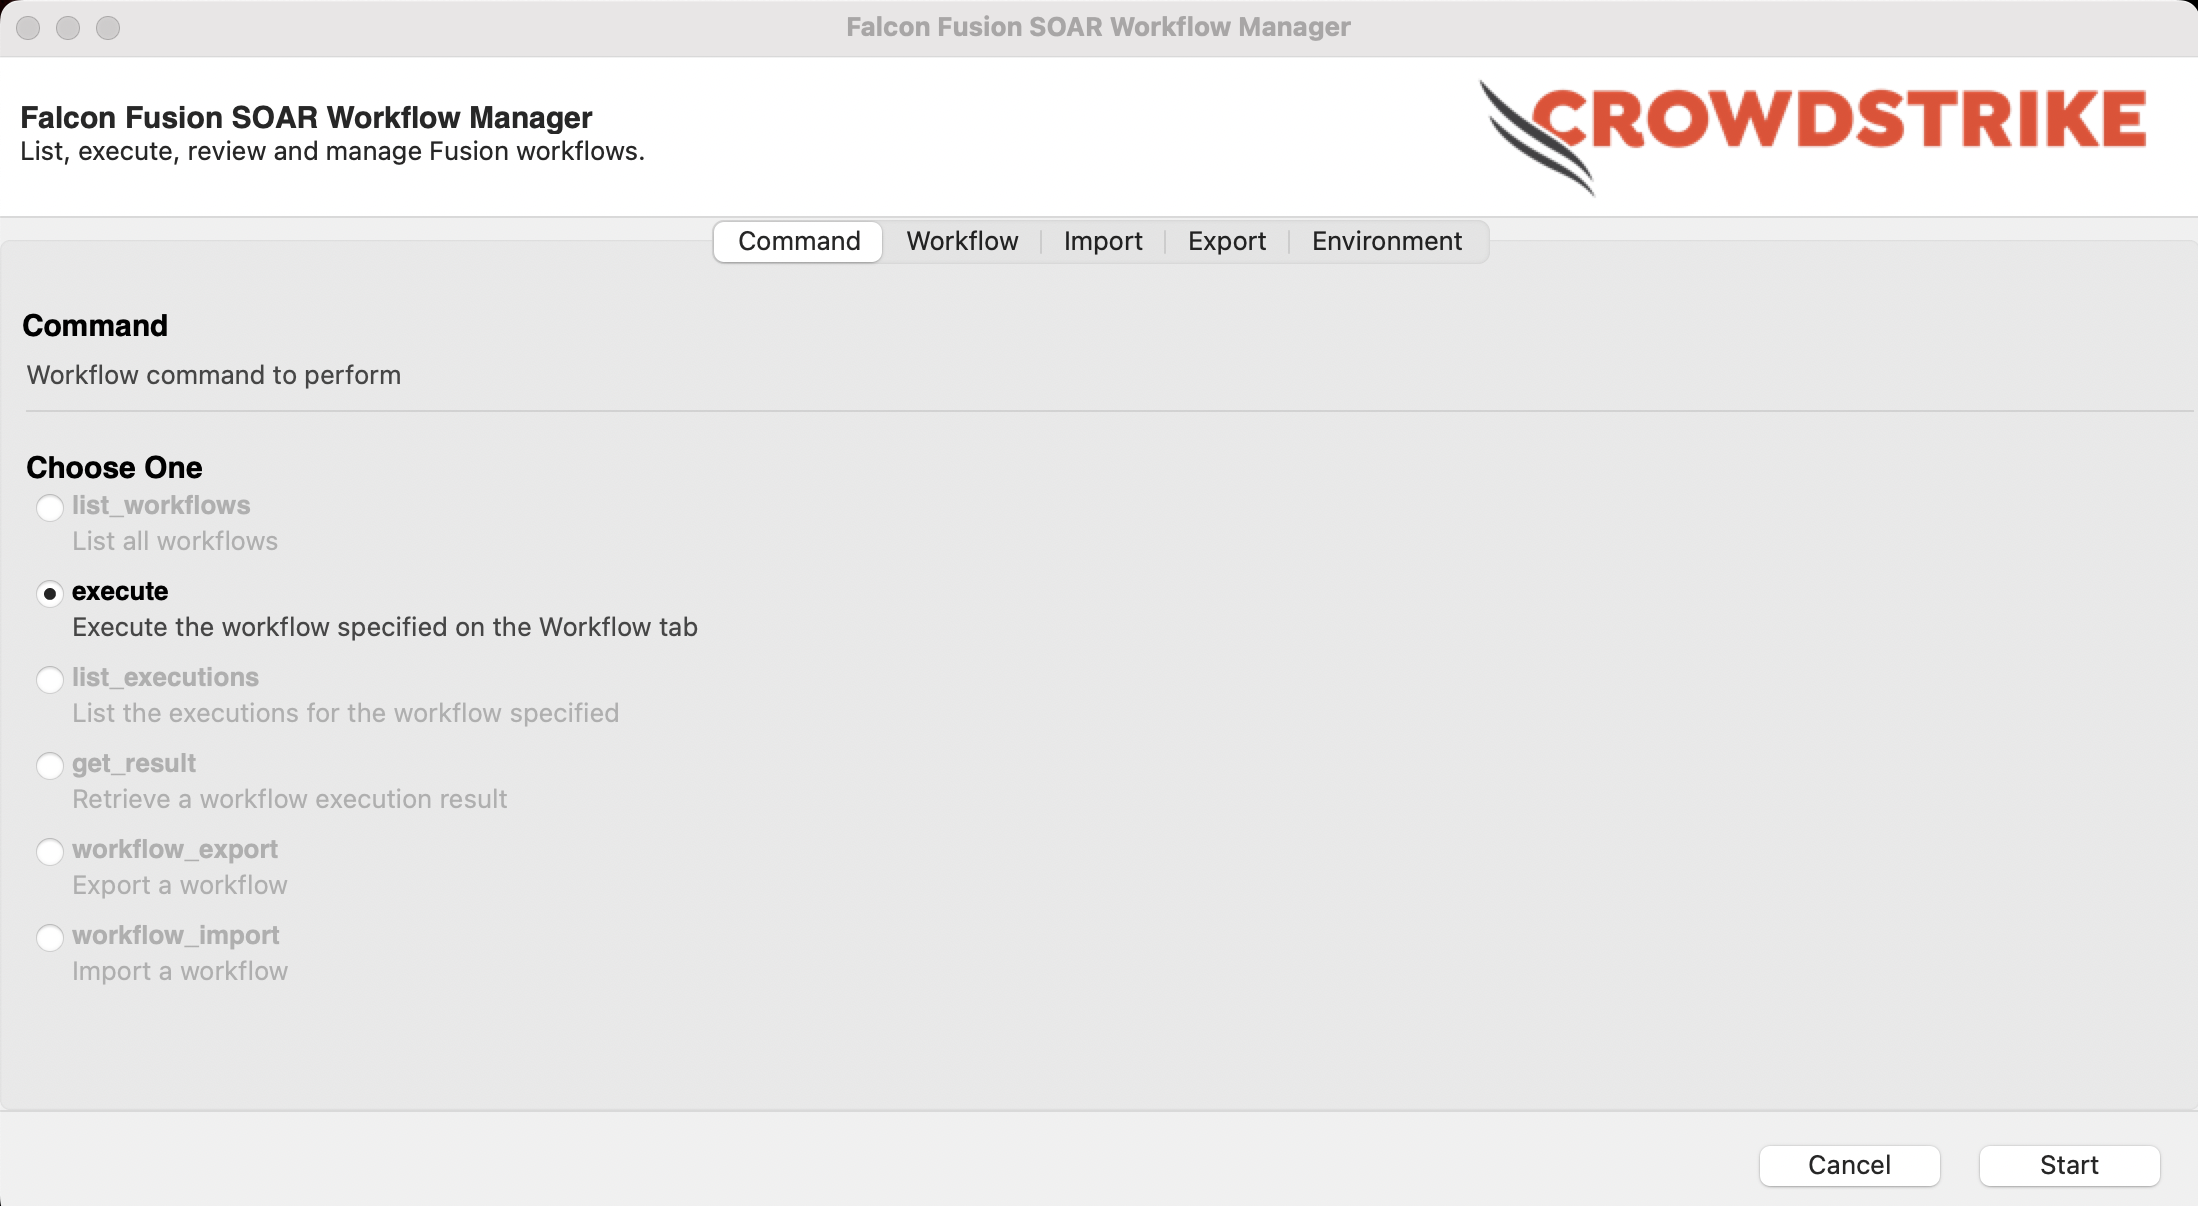 Falcon Fusion SOAR Workflow Manager
Falcon Fusion SOAR Workflow Manager
List, execute, review and manage Fusion workflows.
CROWDSTRIKE
Command Workflow Import Export Environment
Command
Workflow command to perform
Choose One
list_workflows
List all workflows
execute
Execute the workflow specified on the Workflow tab
list_executions
List the executions for the workflow specified
get_result
Retrieve a workflow execution result
workflow_export
Export a workflow
workflow_import
Import a workflow
Cancel Start